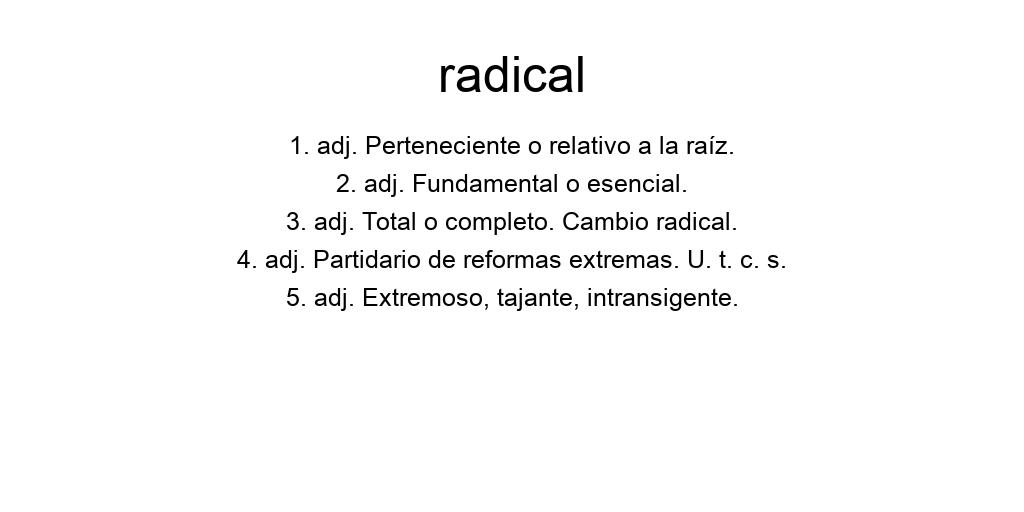 radical
1. adj. Perteneciente o relativo a la raíz.
2. adj. Fundamental o esencial.
3. adj. Total o completo. Cambio radical.
4. adj. Partidario de reformas extremas. U. t. c. s.
5. adj. Extremoso, tajante, intransigente.